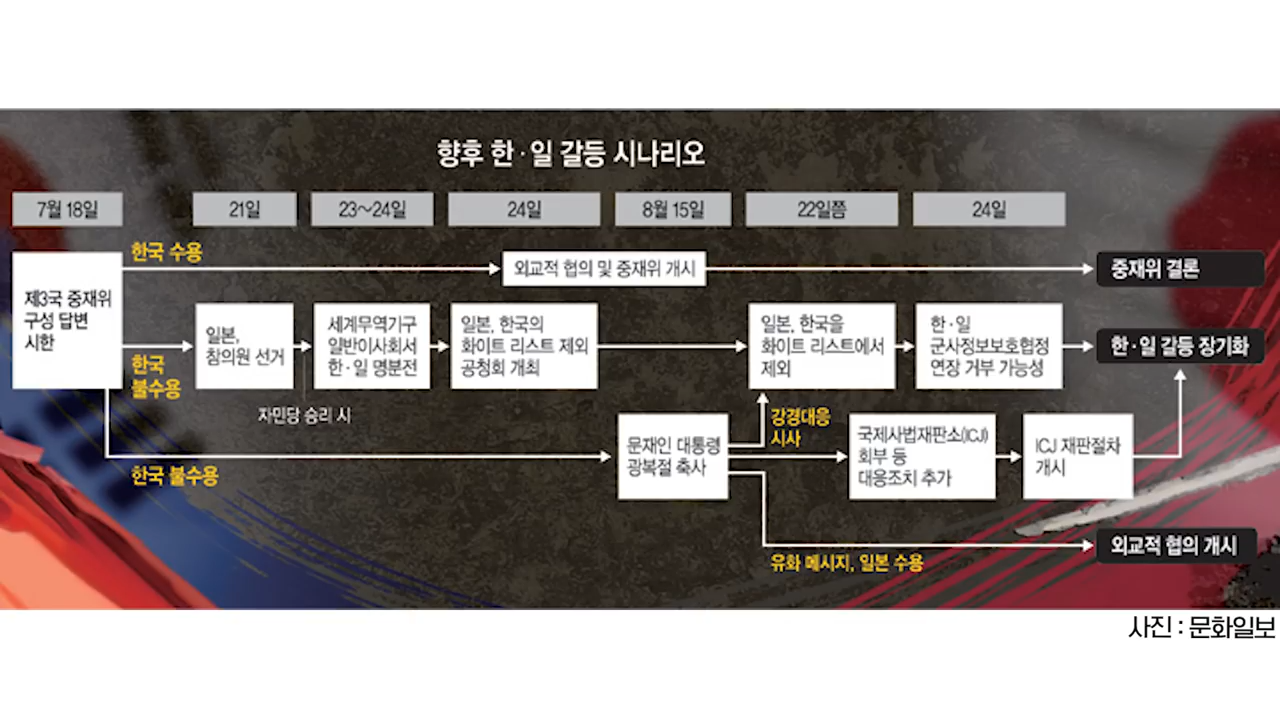 향후 한·일 갈등 시나리오
7월 18일
21일
23~24일
24일
8월 15일
22일쯤
24일
한국 수용
제3국 중재위
구성 답변
시한
외교적 협의 및 중재위 개시
중재위 결론
한국
불수용
일본,
참의원 선거
자민당 승리 시
세계무역기구
일반이사회서
한·일 명분전
일본, 한국의
화이트 리스트 제외
공청회 개최
일본, 한국을
화이트 리스트에서
제외
한·일
군사정보보호협정
연장 거부 가능성
한·일 갈등 장기화
한국 불수용
문재인 대통령
광복절 축사
강경대응
시사
국제사법재판소(ICJ)
회부 등
대응조치 추가
ICJ 재판절차
개시
유화 메시지, 일본 수용
외교적 협의 개시
사진 : 문화일보